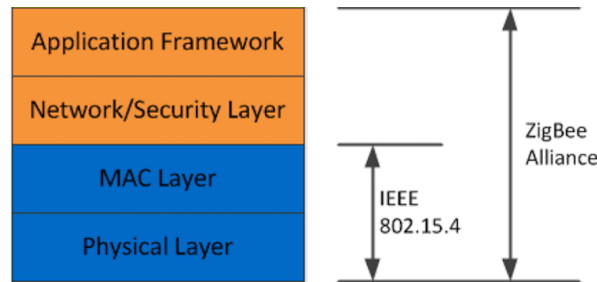 Application Framework
Network/Security Layer
MAC Layer
Physical Layer
IEEE
802.15.4
ZigBee
Alliance